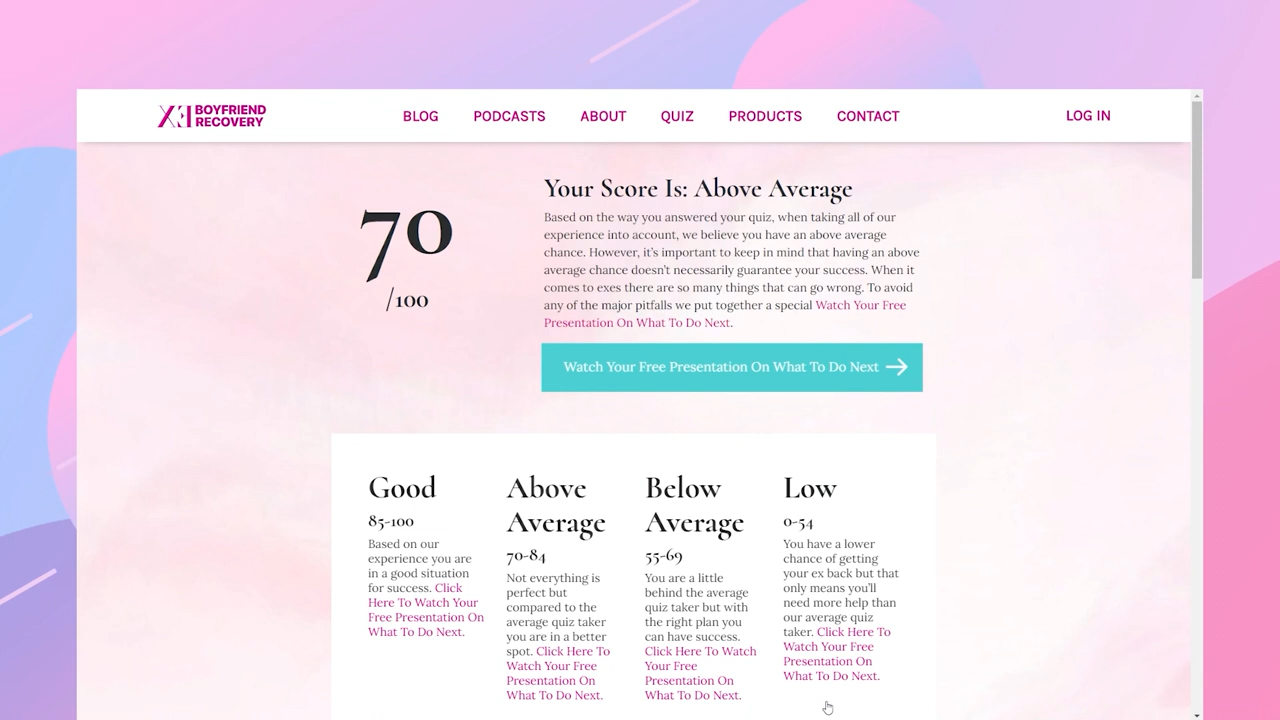 BOYFRIEND
RECOVERY
BLOG
PODCASTS
ABOUT
QUIZ
PRODUCTS
CONTACT
LOG IN
70
/100
Your Score Is: Above Average
Based on the way you answered your quiz, when taking all of our
experience into account, we believe you have an above average
chance. However, it's important to keep in mind that having an above
average chance doesn't necessarily guarantee your success. When it
comes to exes there are so many things that can go wrong. To avoid
any of the major pitfalls we put together a special Watch Your Free
Presentation On What To Do Next.
Watch Your Free Presentation On What To Do Next
Good
85-100
Based on our
experience you are
in a good situation
for success. Click
Here To Watch Your
Free Presentation On
What To Do Next.
Above
Average
70-84
Not everything is
perfect but
compared to the
average quiz taker
you are in a better
spot. Click Here To
Watch Your Free
Presentation On
What To Do Next.
Below
Average
55-69
You are a little
behind the average
quiz taker but with
the right plan you
can have success.
Click Here To Watch
Your Free
Presentation On
What To Do Next.
Low
0-54
You have a lower
chance of getting
your ex back but that
only means you'll
need more help than
our average quiz
taker. Click Here To
Watch Your Free
Presentation On
What To Do Next.